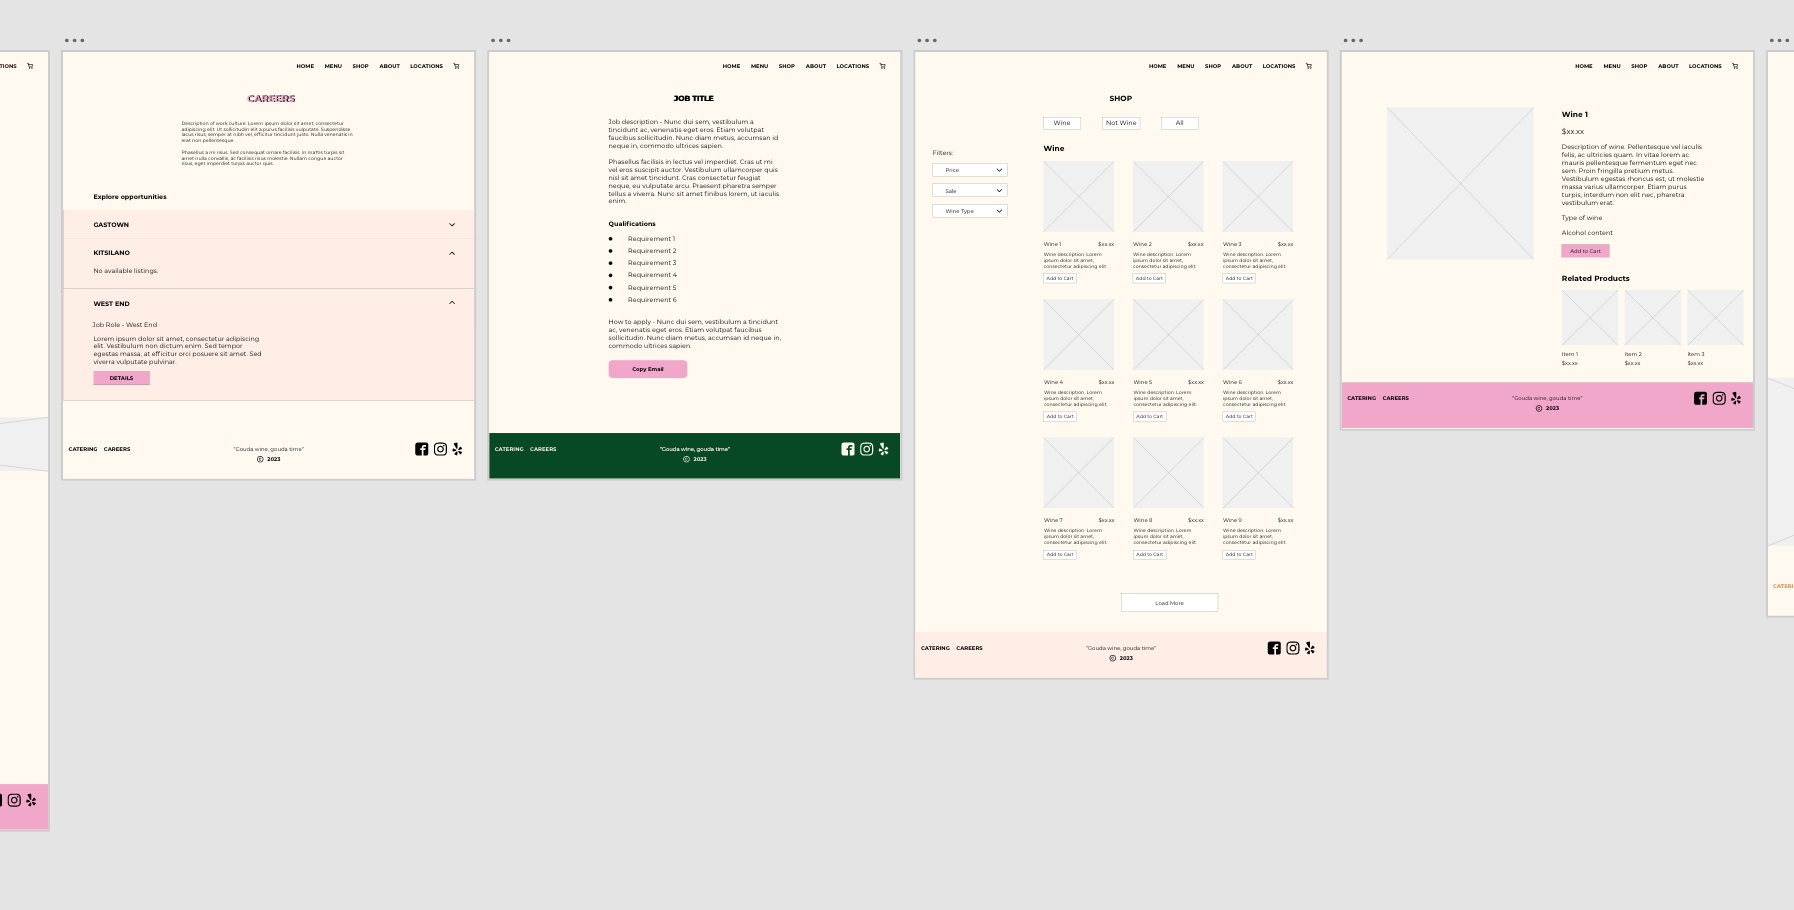 TIONS
HOME MENU SHOP ABOUT LOCATIONS
CAREERS
Description of work culture. Lorem ipsum dolor sit amet, consectetur
adipiscing elit. Ut sollicitudin elit a purus facilisis vulputate. Suspendisse
lacus risus, semper at nibh vel, efficitur tincidunt justo. Nulla venenatis in
erat non pellentesque.
Phasellus a mi risus. Sed consequat ornare facilisis. In mattis turpis sit
amet nulla convallis, ac facilisis risus molestie. Nullam congue auctor
risus, eget imperdiet turpis auctor quis.
Explore opportunities
GASTOWN
KITSILANO
No available listings.
WEST END
Job Role - West End
Lorem ipsum dolor sit amet, consectetur adipiscing
elit. Vestibulum non dictum enim. Sed tempor
egestas massa, at efficitur orci posuere sit amet. Sed
viverra vulputate pulvinar.
DETAILS
CATERING CAREERS
"Gouda wine, gouda time"
© 2023
HOME MENU SHOP ABOUT LOCATIONS
JOB TITLE
Job description - Nunc dui sem, vestibulum a
tincidunt ac, venenatis eget eros. Etiam volutpat
faucibus sollicitudin. Nunc diam metus, accumsan id
neque in, commodo ultrices sapien.
Phasellus facilisis in lectus vel imperdiet. Cras ut mi
vel eros suscipit auctor. Vestibulum ullamcorper quis
nisl sit amet tincidunt. Cras consectetur feugiat
neque, eu vulputate arcu. Praesent pharetra semper
tellus a viverra. Nunc sit amet finibus lorem, ut iaculis
enim.
Qualifications
Requirement 1
Requirement 2
Requirement 3
Requirement 4
Requirement 5
Requirement 6
How to apply - Nunc dui sem, vestibulum a tincidunt
ac, venenatis eget eros. Etiam volutpat faucibus
sollicitudin. Nunc diam metus, accumsan id neque in,
commodo ultrices sapien.
Copy Email
CATERING CAREERS
"Gouda wine, gouda time"
© 2023
HOME MENU SHOP ABOUT LOCATIONS
SHOP
Wine Not Wine All
Filters:
Price
Sale
Wine Type
Wine
Wine 1 $xx.xx Wine 2 $xx.xx Wine 3 $xx.xx
Wine description. Lorem
ipsum dolor sit amet,
consectetur adipiscing elit.
Wine description. Lorem
ipsum dolor sit amet,
consectetur adipiscing elit.
Wine description. Lorem
ipsum dolor sit amet,
consectetur adipiscing elit.
Add to Cart Add to Cart Add to Cart
Wine 4 $xx.xx Wine 5 $xx.xx Wine 6 $xx.xx
Wine description. Lorem
ipsum dolor sit amet,
consectetur adipiscing elit.
Wine description. Lorem
ipsum dolor sit amet,
consectetur adipiscing elit.
Wine description. Lorem
ipsum dolor sit amet,
consectetur adipiscing elit.
Add to Cart Add to Cart Add to Cart
Wine 7 $xx.xx Wine 8 $xx.xx Wine 9 $xx.xx
Wine description. Lorem
ipsum dolor sit amet,
consectetur adipiscing elit.
Wine description. Lorem
ipsum dolor sit amet,
consectetur adipiscing elit.
Wine description. Lorem
ipsum dolor sit amet,
consectetur adipiscing elit.
Add to Cart Add to Cart Add to Cart
Load More
CATERING CAREERS
"Gouda wine, gouda time"
© 2023
HOME MENU SHOP ABOUT LOCATIONS
Wine 1
$xx.xx
Description of wine. Pellentesque vel iaculis
felis, ac ultricies quam. In vitae lorem ac
mauris pellentesque fermentum eget nec
sem. Proin fringilla pretium metus.
Vestibulum egestas rhoncus est, ut molestie
massa varius ullamcorper. Etiam purus
turpis, interdum non elit nec, pharetra
vestibulum erat.
Type of wine
Alcohol content
Add to Cart
Related Products
Item 1 Item 2 Item 3
$xx.xx $xx.xx $xx.xx
CATERING CAREERS
"Gouda wine, gouda time"
© 2023
CATERI